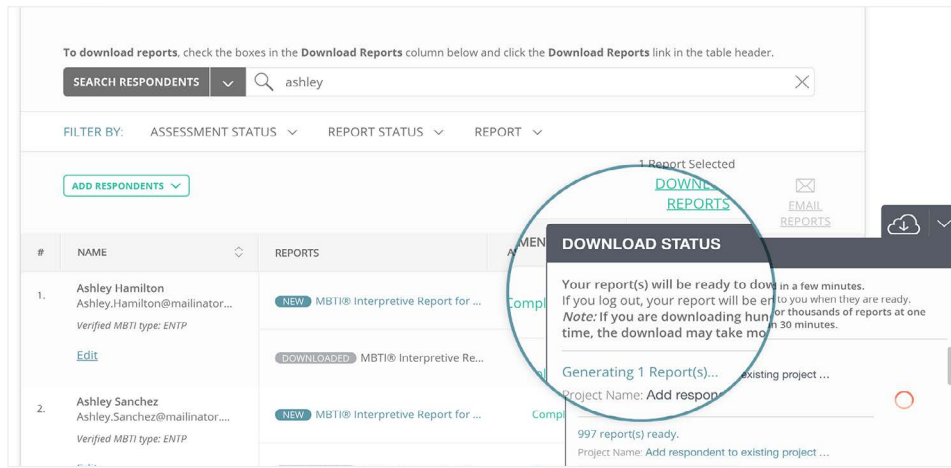 To download reports, check the boxes in the Download Reports column below and click the Download Reports link in the table header.
SEARCH RESPONDENTS
ashley
FILTER BY: ASSESSMENT STATUS REPORT STATUS REPORT
1 Report Selected
ADD RESPONDENTS
REPORTS
EMAIL
REPORTS
# NAME REPORTS
DOWNLOAD STATUS
1.
Ashley Hamilton
Ashley.Hamilton@mailinator...
Verified MBTI type: ENTP
Edit
NEW MBTI® Interpretive Report for ...
DOWNLOADED MBTI® Interpretive Re...
Your report(s) will be ready to dow
in a few minutes.
If you log out, your report will be
to you when they are ready.
Note: If you are downloading
or thousands of reports at one
time, the download may take
in 30 minutes.
Generating 1 Report(s)...
existing project ...
Project Name: Add
2.
Ashley Sanchez
Ashley.Sanchez@mailinator....
Verified MBTI type: ENTP
NEW MBTI® Interpretive Report for ...
Compl
997 report(s) ready.
Project Name: Add respondent to existing project ...